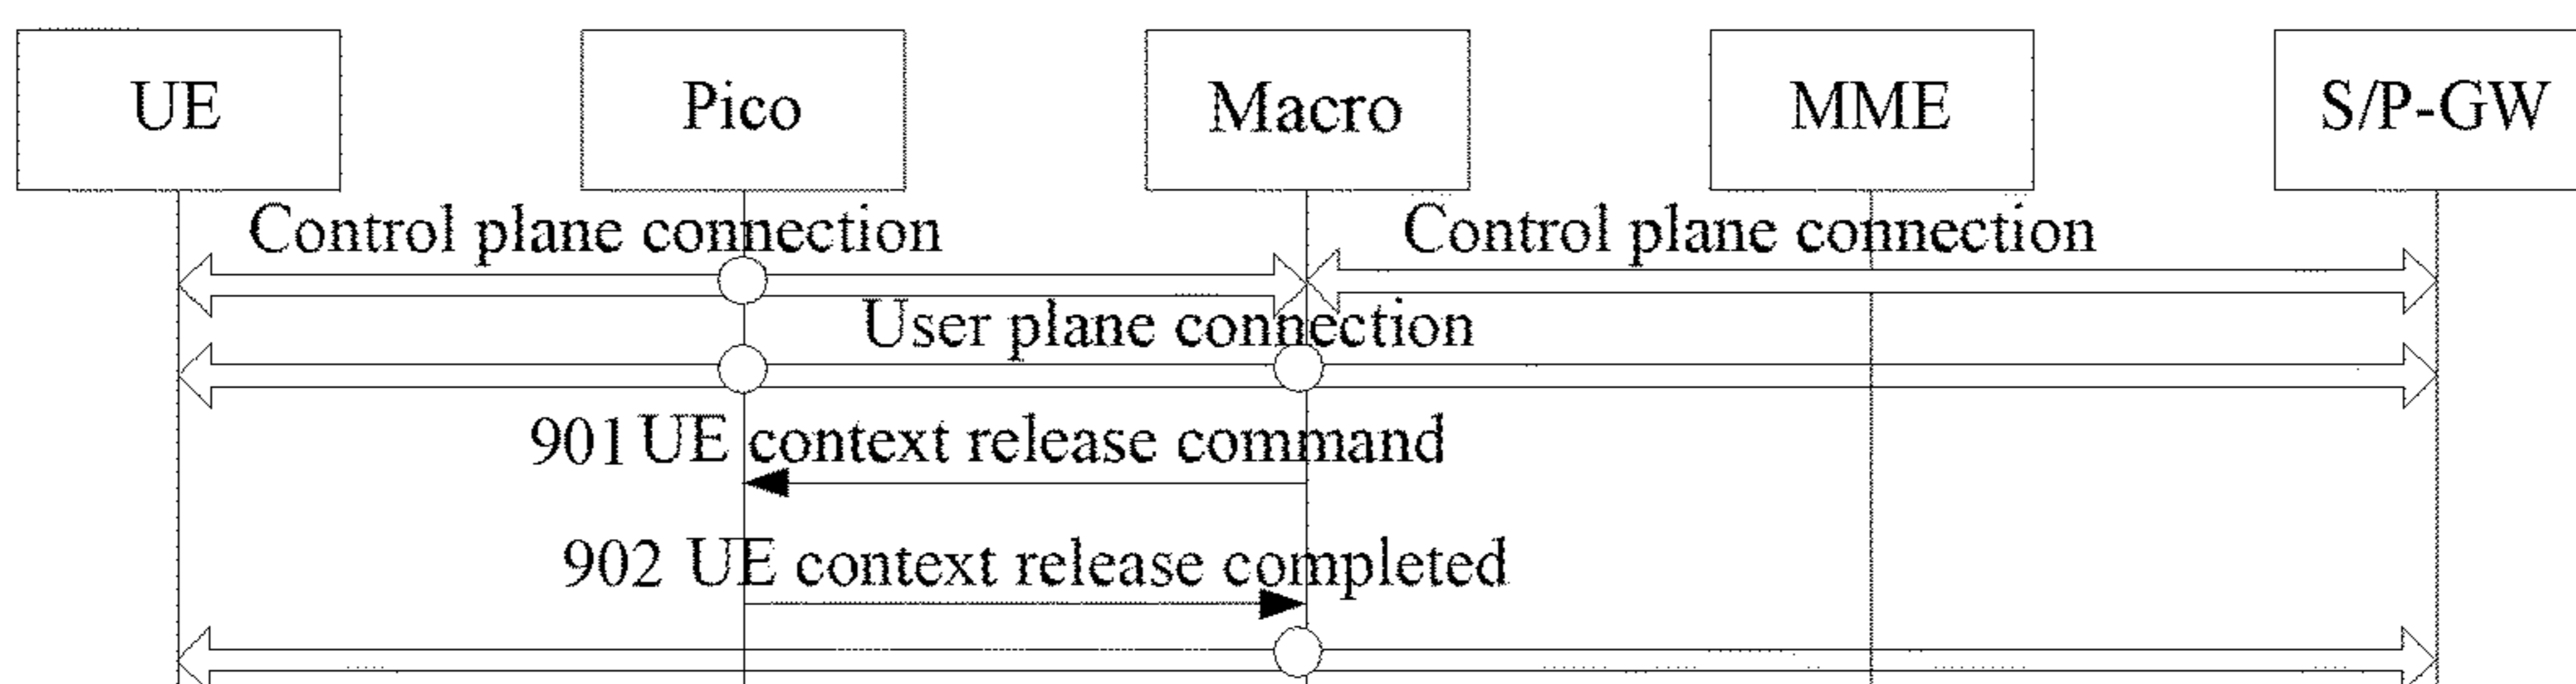 UE
Pico
Macro
MME
S/P-GW
Control plane connection
Control plane connection
User plane connection
901 UE context release command
902 UE context release completed